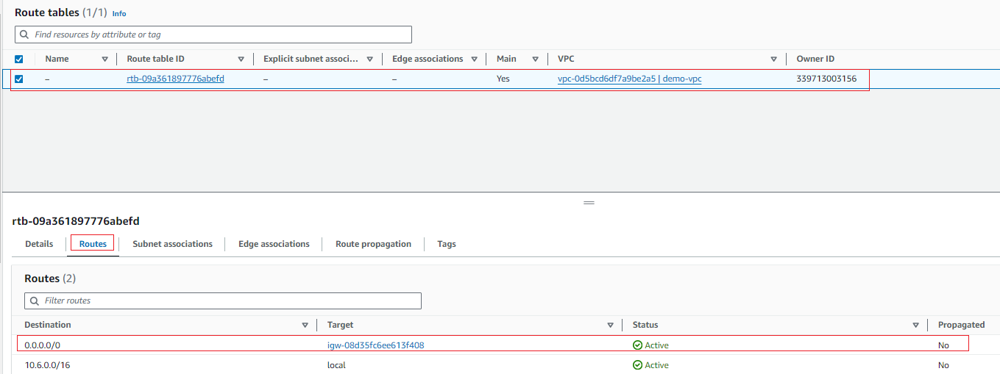 Route tables (1/1) Info
Find resources by attribute or tag
Name Route table ID Explicit subnet associ... Edge associations Main VPC Owner ID
– rtb-09a361897776abefd – – Yes vpc-0d5bcd6df7a9be2a5 | demo-vpc 339713003156
rtb-09a361897776abefd
Details Routes Subnet associations Edge associations Route propagation Tags
Routes (2)
Filter routes
Destination Target Status Propagated
0.0.0.0/0 igw-08d35fc6ee613f408 Active No
10.6.0.0/16 local Active No